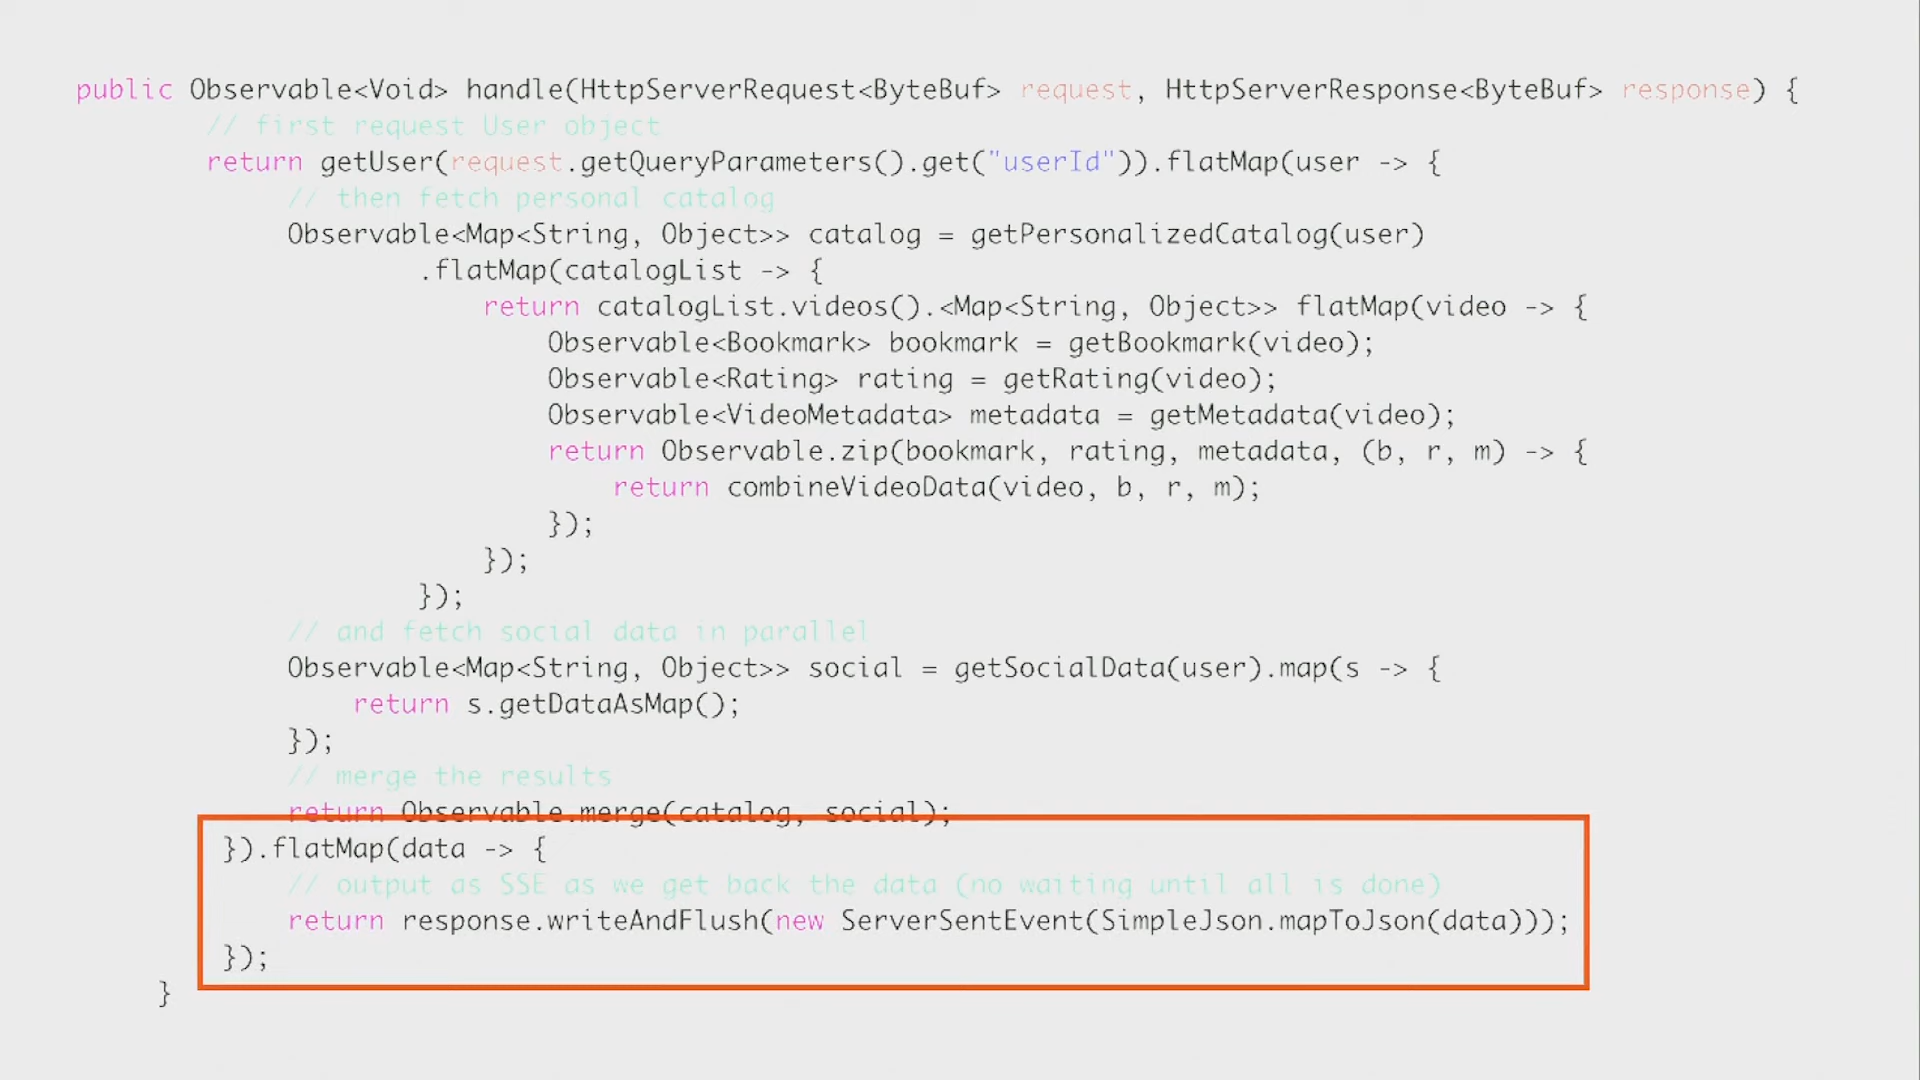 public Observable<Void> handle(HttpServerRequest<ByteBuf> request, HttpServerResponse<ByteBuf> response) {
// first request User object
return getUser(request.getQueryParameters().get("userId")).flatMap(user -> {
// then fetch personal catalog
Observable<Map<String, Object>> catalog = getPersonalizedCatalog(user)
.flatMap(catalogList -> {
return catalogList.videos().<Map<String, Object>> flatMap(video -> {
Observable<Bookmark> bookmark = getBookmark(video);
Observable<Rating> rating = getRating(video);
Observable<VideoMetadata> metadata = getMetadata(video);
return Observable.zip(bookmark, rating, metadata, (b, r, m) -> {
return combineVideoData(video, b, r, m);
});
});
});
// and fetch social data in parallel
Observable<Map<String, Object>> social = getSocialData(user).map(s -> {
return s.getDataAsMap();
});
// merge the results
return Observable.merge(catalog, social);
}).flatMap(data -> {
// output as SSE as we get back the data (no waiting until all is done)
return response.writeAndFlush(new ServerSentEvent(SimpleJson.mapToJson(data)));
});
}